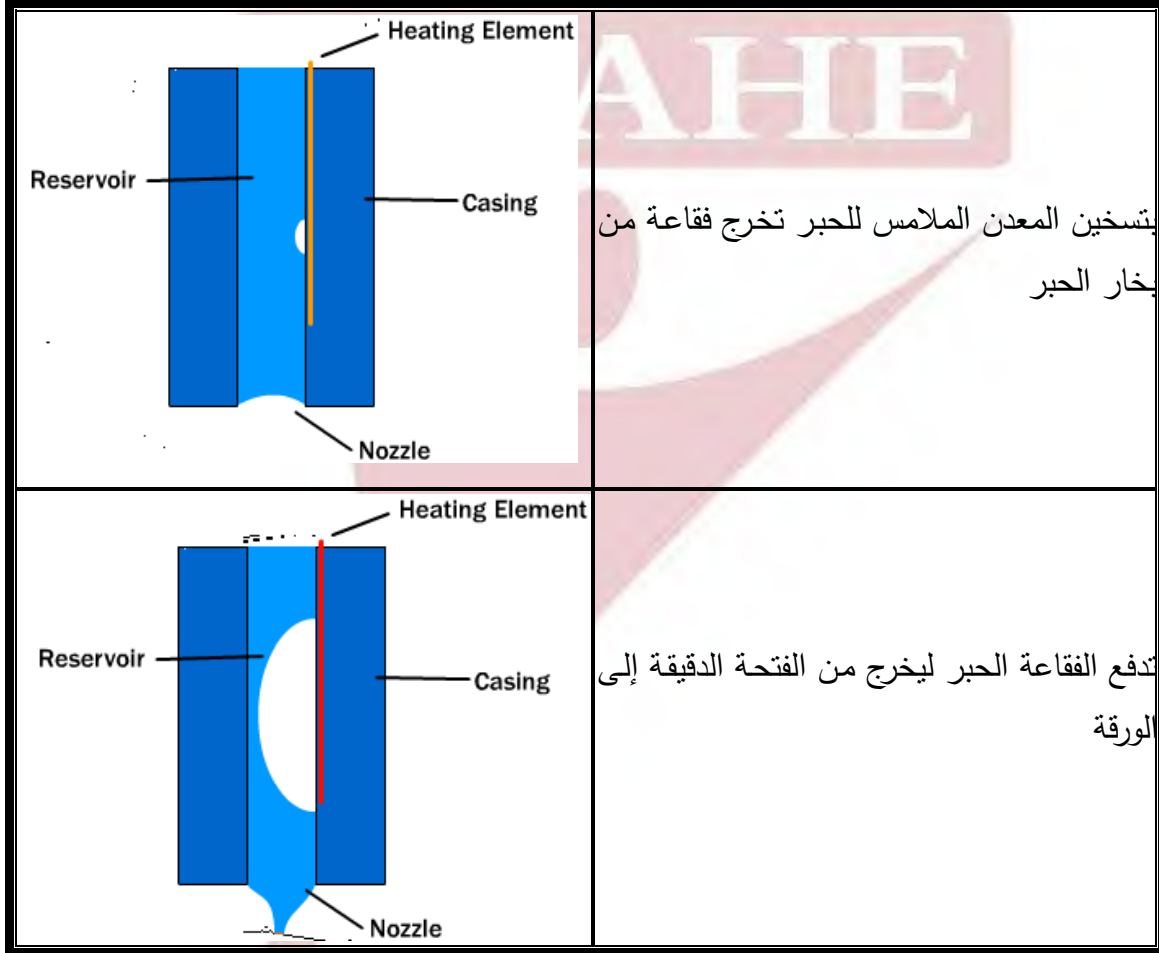 AHE
Heating Element
Reservoir
Casing
Nozzle
بتسخين المعدن الملامس للحبر تخرج فقاعة من
بخار الحبر
Heating Element
Reservoir
Casing
Nozzle
تدفع الفقاعة الحبر ليخرج من الفتحة الدقيقة إلى
الورقة